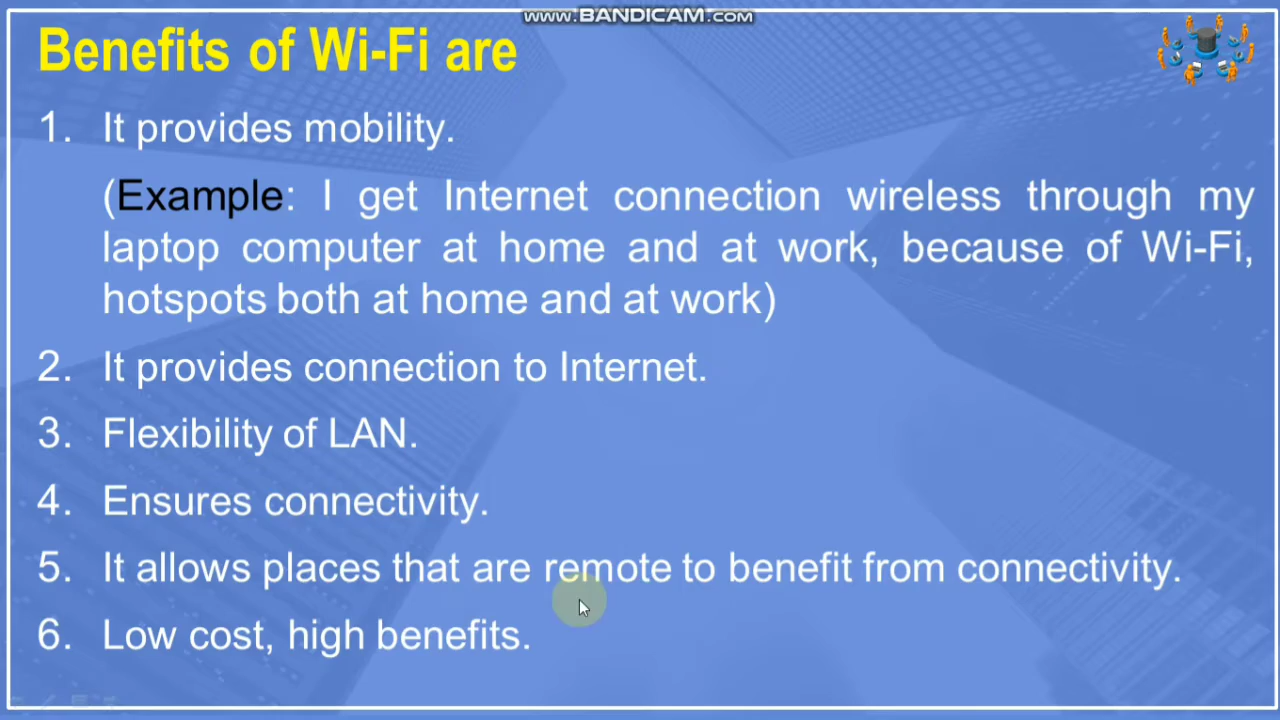 www.BANDICAM.com
Benefits of Wi-Fi are
1. It provides mobility.
(Example: I get Internet connection wireless through my
laptop computer at home and at work, because of Wi-Fi,
hotspots both at home and at work)
2. It provides connection to Internet.
3. Flexibility of LAN.
4. Ensures connectivity.
5. It allows places that are remote to benefit from connectivity.
6. Low cost, high benefits.